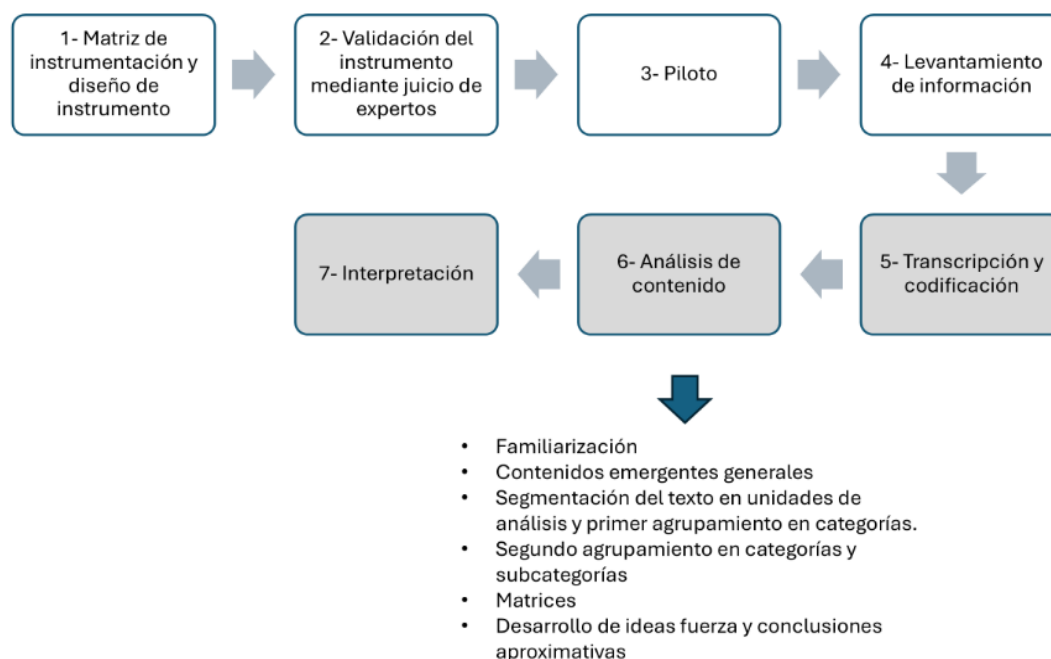 1- Matriz de
instrumentación y
diseño de
instrumento
2- Validación del
instrumento
mediante juicio de
expertos
3- Piloto
4- Levantamiento
de información
7- Interpretación
6- Análisis de
contenido
5- Transcripción y
codificación
• Familiarización
• Contenidos emergentes generales
• Segmentación del texto en unidades de
análisis y primer agrupamiento en categorías.
• Segundo agrupamiento en categorías y
subcategorías
• Matrices
• Desarrollo de ideas fuerza y conclusiones
aproximativas